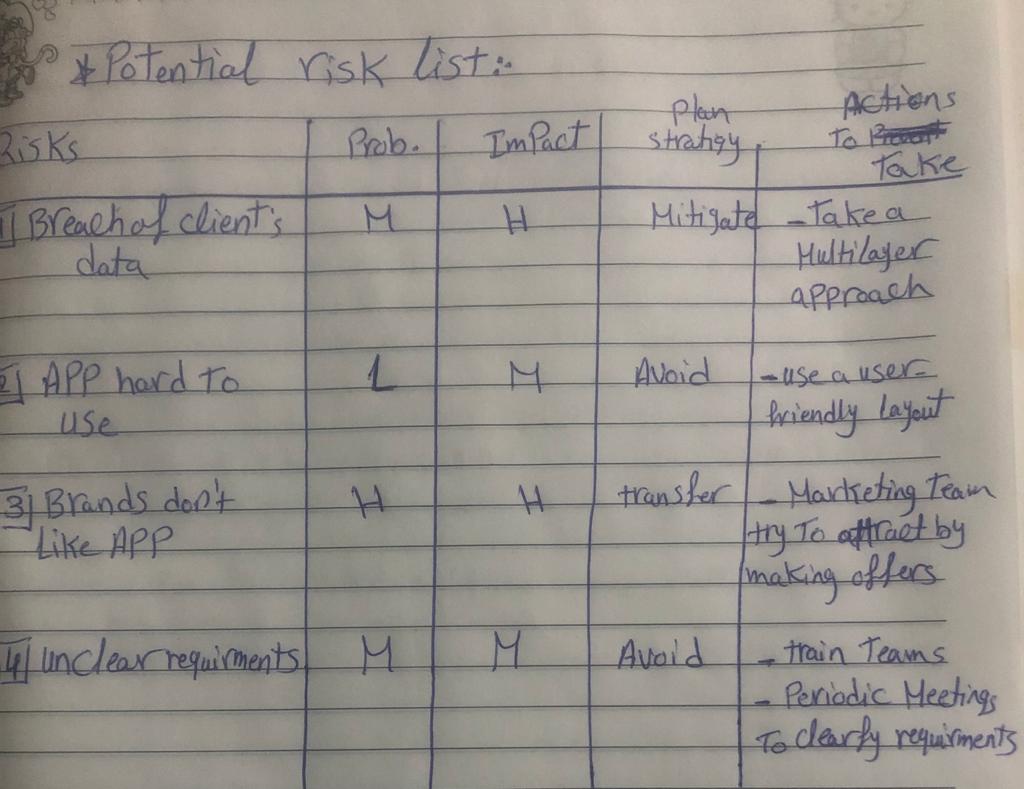 * Potential risk list:-
Risks Prob. Impact Plan stratigy Actions To Take
1] Breach of client's M H Mitigate - Take a
data Multilayer
approach
2] APP hard to L M Avoid - use a user-
use friendly layout
3] Brands don't H H transfer - Marketing Team
Like APP try To attract by
making offers
4] unclear requirments M M Avoid - train Teams
- Periodic Meetings
To clearfy requirments